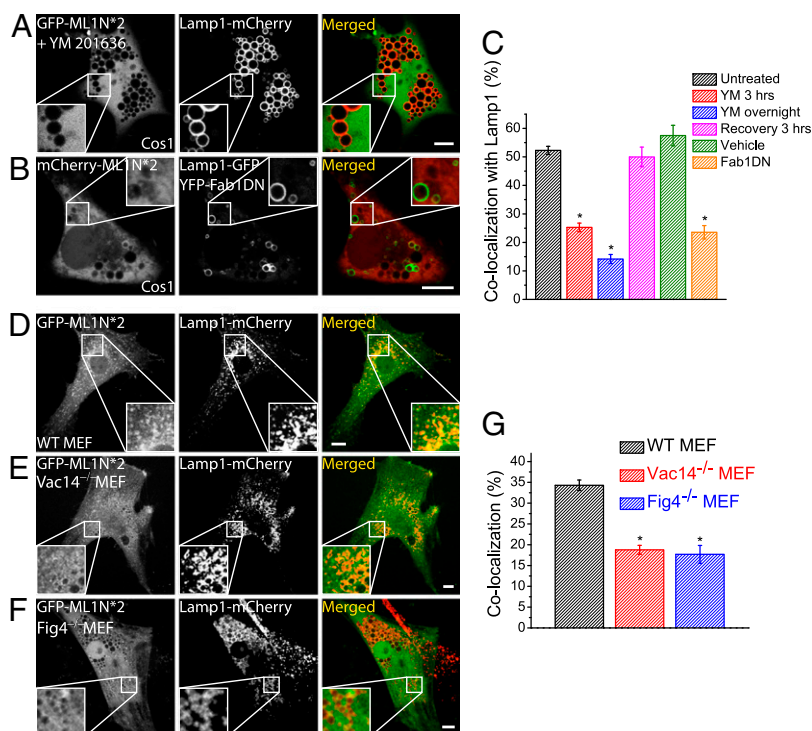 A
GFP-ML1N*2
+ YM 201636
Lamp1-mCherry
Merged
Cos1
B
mCherry-ML1N*2
Lamp1-GFP
YFP-Fab1DN
Merged
Cos1
C
Co-localization with Lamp1 (%)
60
50
40
30
20
10
0
*
*
*
Untreated
YM 3 hrs
YM overnight
Recovery 3 hrs
Vehicle
Fab1DN
D
GFP-ML1N*2
Lamp1-mCherry
Merged
WT MEF
E
GFP-ML1N*2
Vac14-/-MEF
Lamp1-mCherry
Merged
F
GFP-ML1N*2
Fig4-/-MEF
Lamp1-mCherry
Merged
G
Co-localization (%)
40
35
30
25
20
15
10
5
0
*
*
WT MEF
Vac14-/- MEF
Fig4-/- MEF